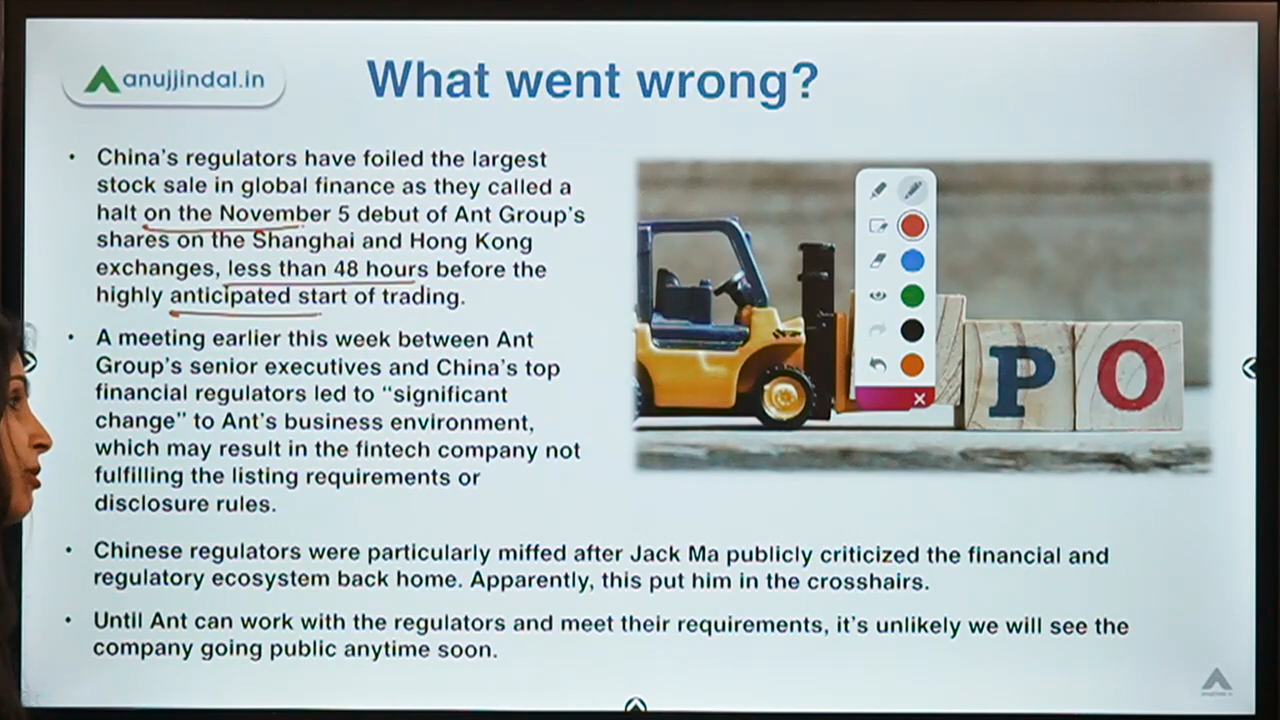 anujjindal.in
What went wrong?
• China's regulators have foiled the largest
stock sale in global finance as they called a
halt on the November 5 debut of Ant Group's
shares on the Shanghai and Hong Kong
exchanges, less than 48 hours before the
highly anticipated start of trading.
• A meeting earlier this week between Ant
Group's senior executives and China's top
financial regulators led to “significant
change” to Ant's business environment,
which may result in the fintech company not
fulfilling the listing requirements or
disclosure rules.
• Chinese regulators were particularly miffed after Jack Ma publicly criticized the financial and
regulatory ecosystem back home. Apparently, this put him in the crosshairs.
• Until Ant can work with the regulators and meet their requirements, it's unlikely we will see the
company going public anytime soon.
PO